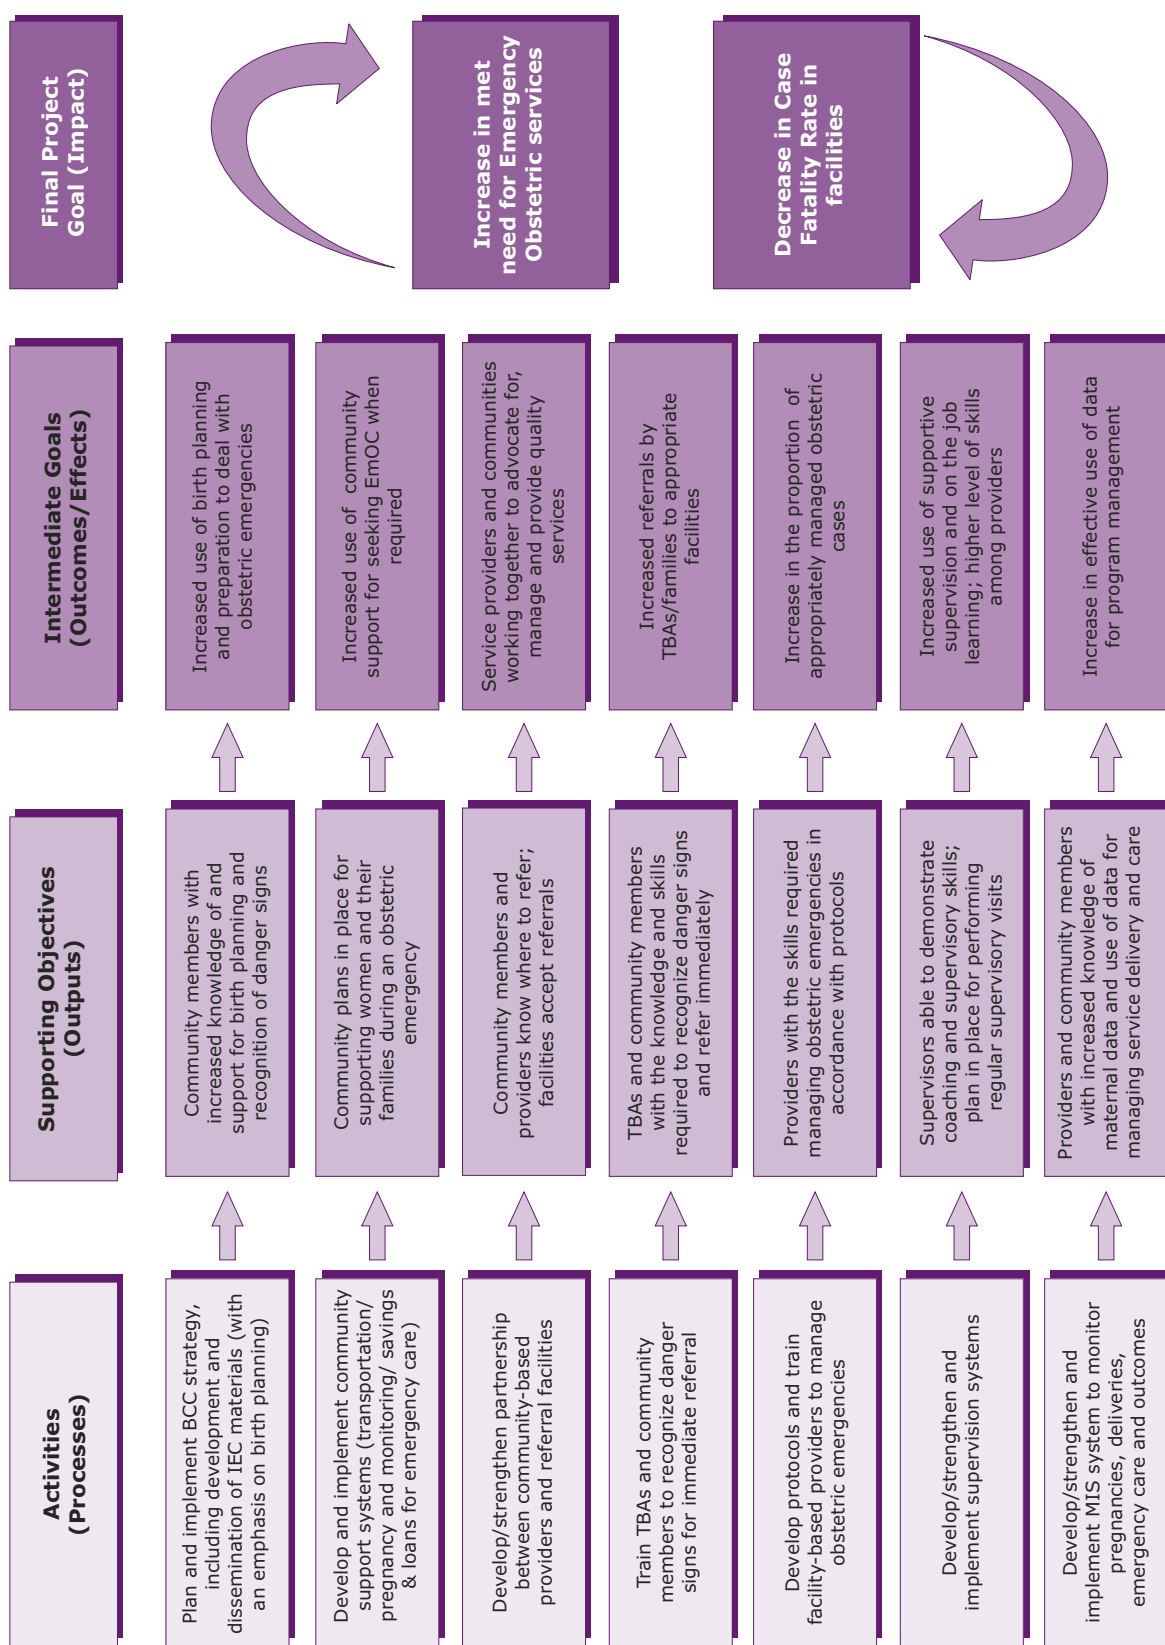 Activities
(Processes)
Supporting Objectives
(Outputs)
Intermediate Goals
(Outcomes/Effects)
Final Project
Goal (Impact)
Plan and implement BCC strategy,
including development and
dissemination of IEC materials (with
an emphasis on birth planning)
Community members with
increased knowledge of and
support for birth planning and
recognition of danger signs
Increased use of birth planning
and preparation to deal with
obstetric emergencies
Develop and implement community
support systems (transportation/
pregnancy and monitoring/ savings
& loans for emergency care)
Community plans in place for
supporting women and their
families during an obstetric
emergency
Increased use of community
support for seeking EmOC when
required
Develop/strengthen partnership
between community-based
providers and referral facilities
Community members and
providers know where to refer;
facilities accept referrals
Service providers and communities
working together to advocate for,
manage and provide quality
services
Increase in met
need for Emergency
Obstetric services
Train TBAs and community
members to recognize danger
signs for immediate referral
TBAs and community members
with the knowledge and skills
required to recognize danger signs
and refer immediately
Increased referrals by
TBAs/families to appropriate
facilities
Develop protocols and train
facility-based providers to manage
obstetric emergencies
Providers with the skills required
managing obstetric emergencies in
accordance with protocols
Increase in the proportion of
appropriately managed obstetric
cases
Decrease in Case
Fatality Rate in
facilities
Develop/strengthen and
implement supervision systems
Supervisors able to demonstrate
coaching and supervisory skills;
plan in place for performing
regular supervisory visits
Increased use of supportive
supervision and on the job
learning; higher level of skills
among providers
Develop/strengthen and
implement MIS system to monitor
pregnancies, deliveries,
emergency care and outcomes
Providers and community members
with increased knowledge of
maternal data and use of data for
managing service delivery and care
Increase in effective use of data
for program management